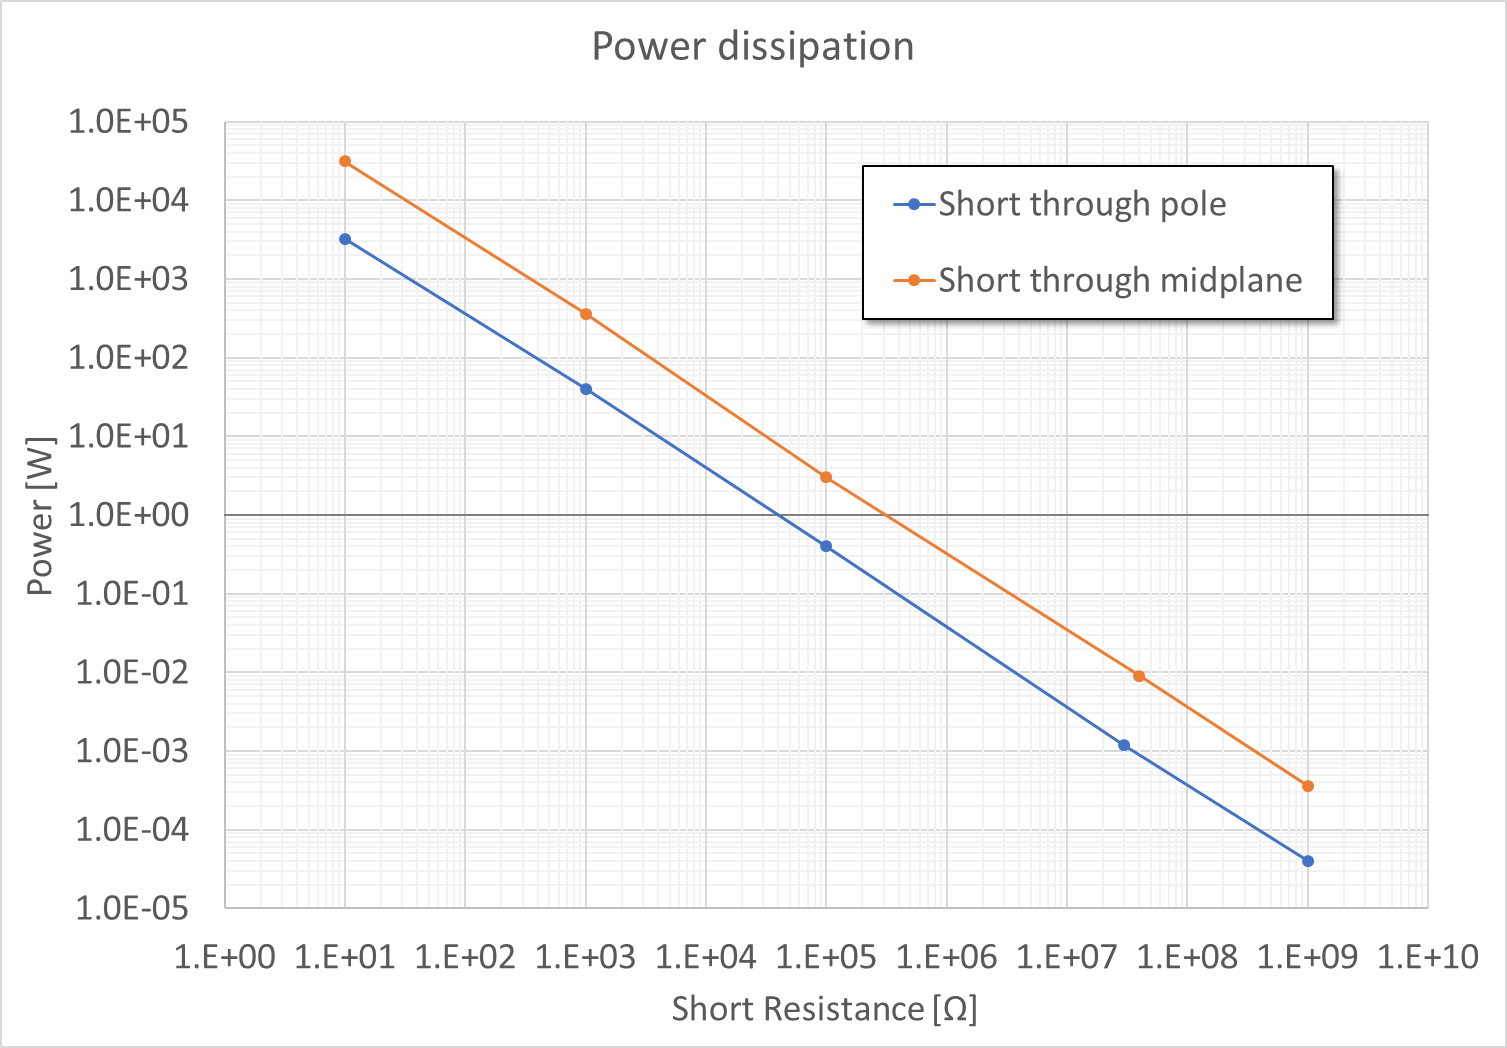 Power dissipation
1.0E+05
1.0E+04
1.0E+03
1.0E+02
1.0E+01
1.0E+00
1.0E-01
1.0E-02
1.0E-03
1.0E-04
1.0E-05
Power [W]
Short through pole
Short through midplane
1.E+00 1.E+01 1.E+02 1.E+03 1.E+04 1.E+05 1.E+06 1.E+07 1.E+08 1.E+09 1.E+10
Short Resistance [Ω]